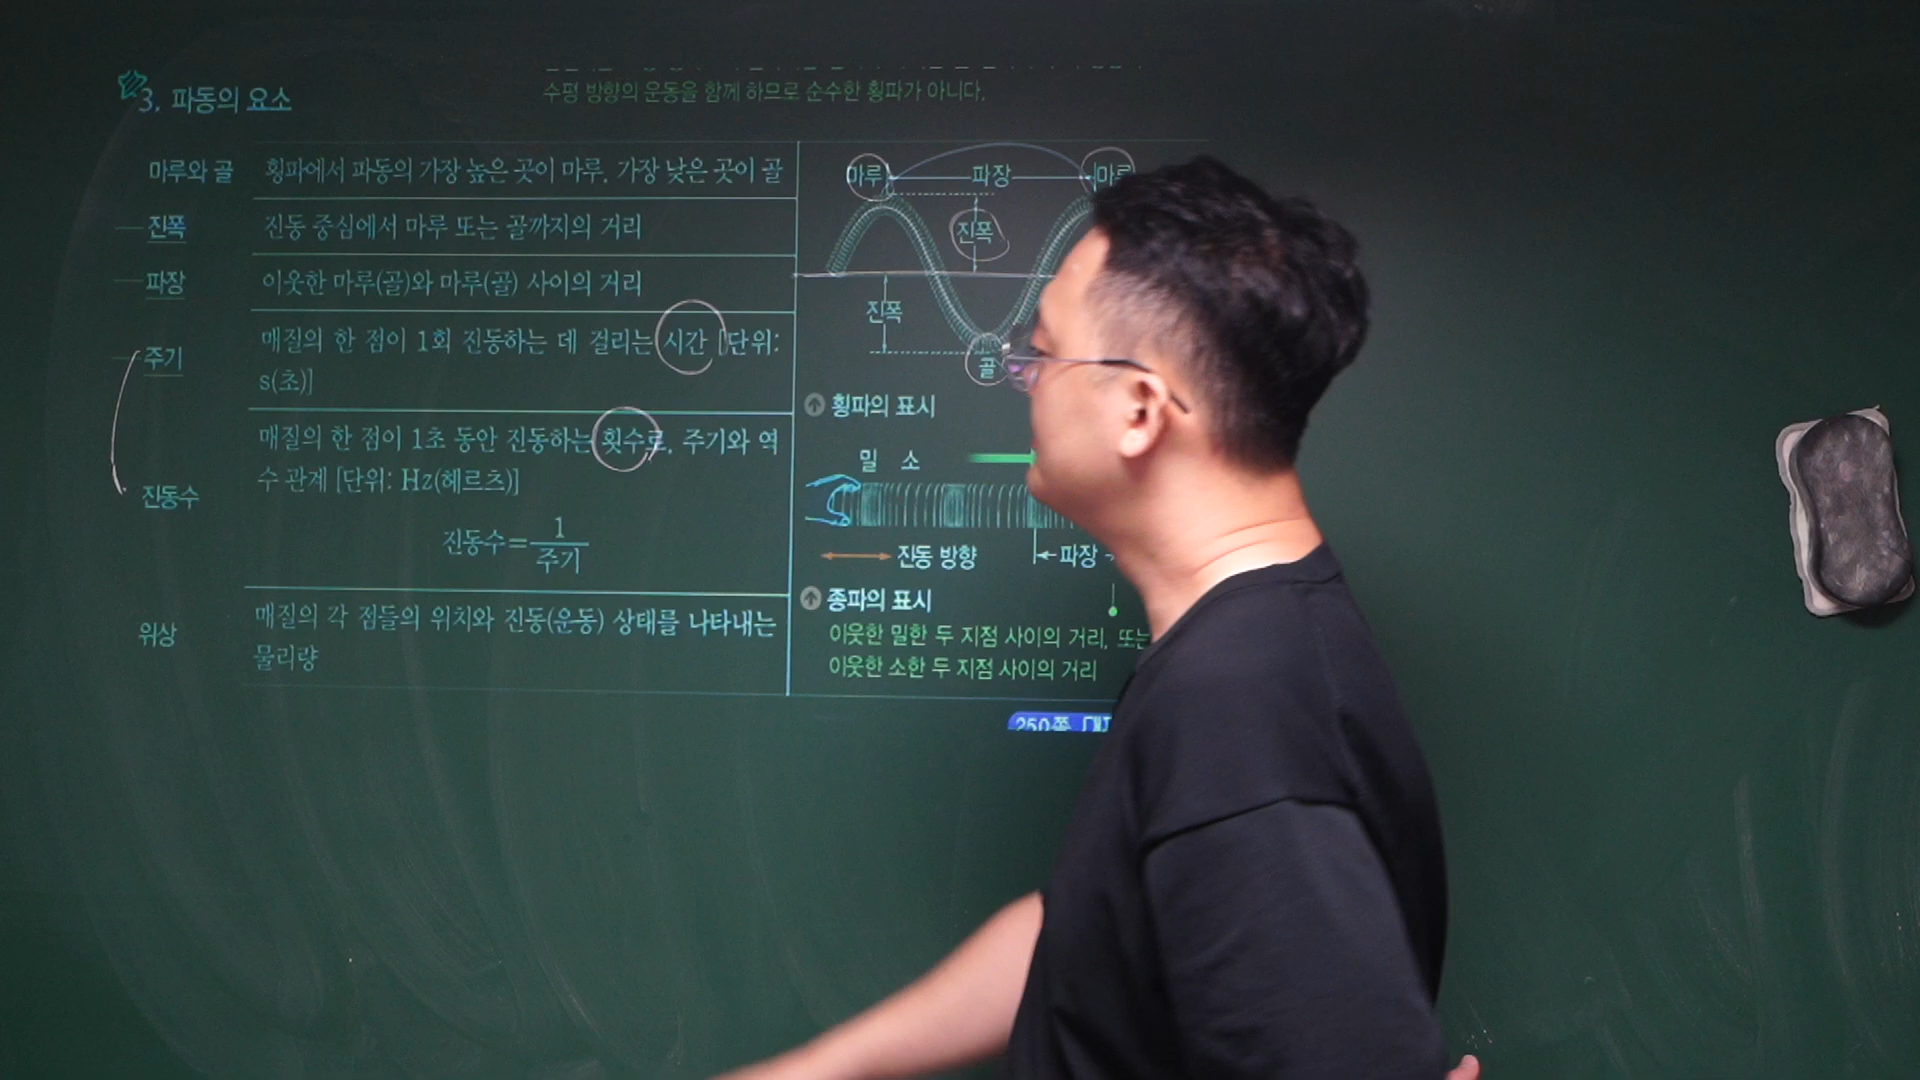 수평 방향의 운동을 함께 하므로 순수한 횡파가 아니다.
3. 파동의 요소
마루와 골
횡파에서 파동의 가장 높은 곳이 마루, 가장 낮은 곳이 골
진폭
진동 중심에서 마루 또는 골까지의 거리
파장
이웃한 마루(골)와 마루(골) 사이의 거리
주기
매질의 한 점이 1회 진동하는 데 걸리는 시간 [단위:
s(초)]
진동수
매질의 한 점이 1초 동안 진동하는 횟수로, 주기와 역
수 관계 [단위: Hz(헤르츠)]
진동수=1/주기
위상
매질의 각 점들의 위치와 진동(운동) 상태를 나타내는
물리량
마루 파장 마루
진폭
진폭
골
횡파의 표시
밀 소
진동 방향 파장
종파의 표시
이웃한 밀한 두 지점 사이의 거리, 또는
이웃한 소한 두 지점 사이의 거리
250쪽